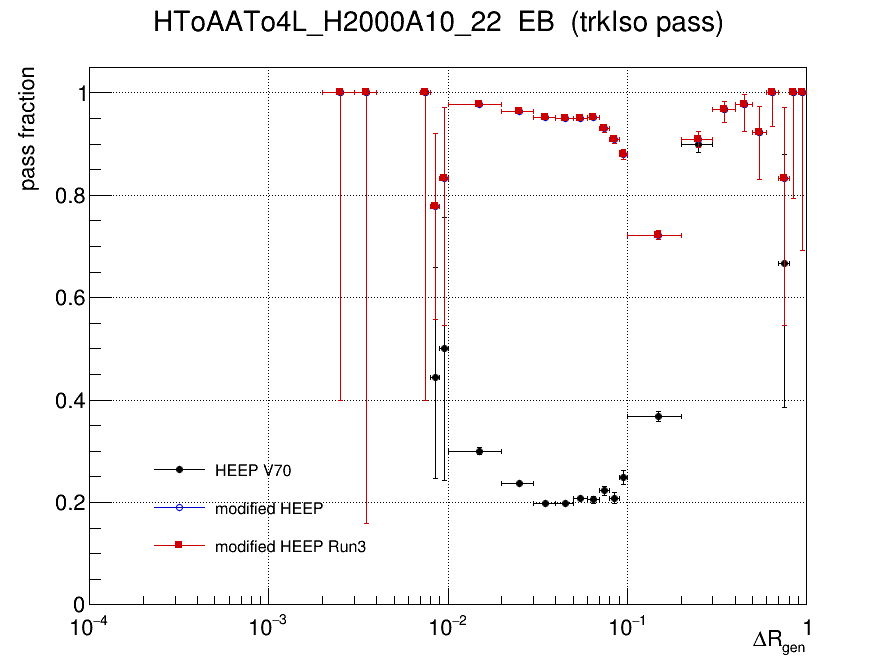 HToAATo4L_H2000A10_22 EB (trkIso pass)
pass fraction
1
0.8
0.6
0.4
0.2
0
HEEP V70
modified HEEP
modified HEEP Run3
10⁻⁴ 10⁻³ 10⁻² 10⁻¹ 1
ΔR_gen